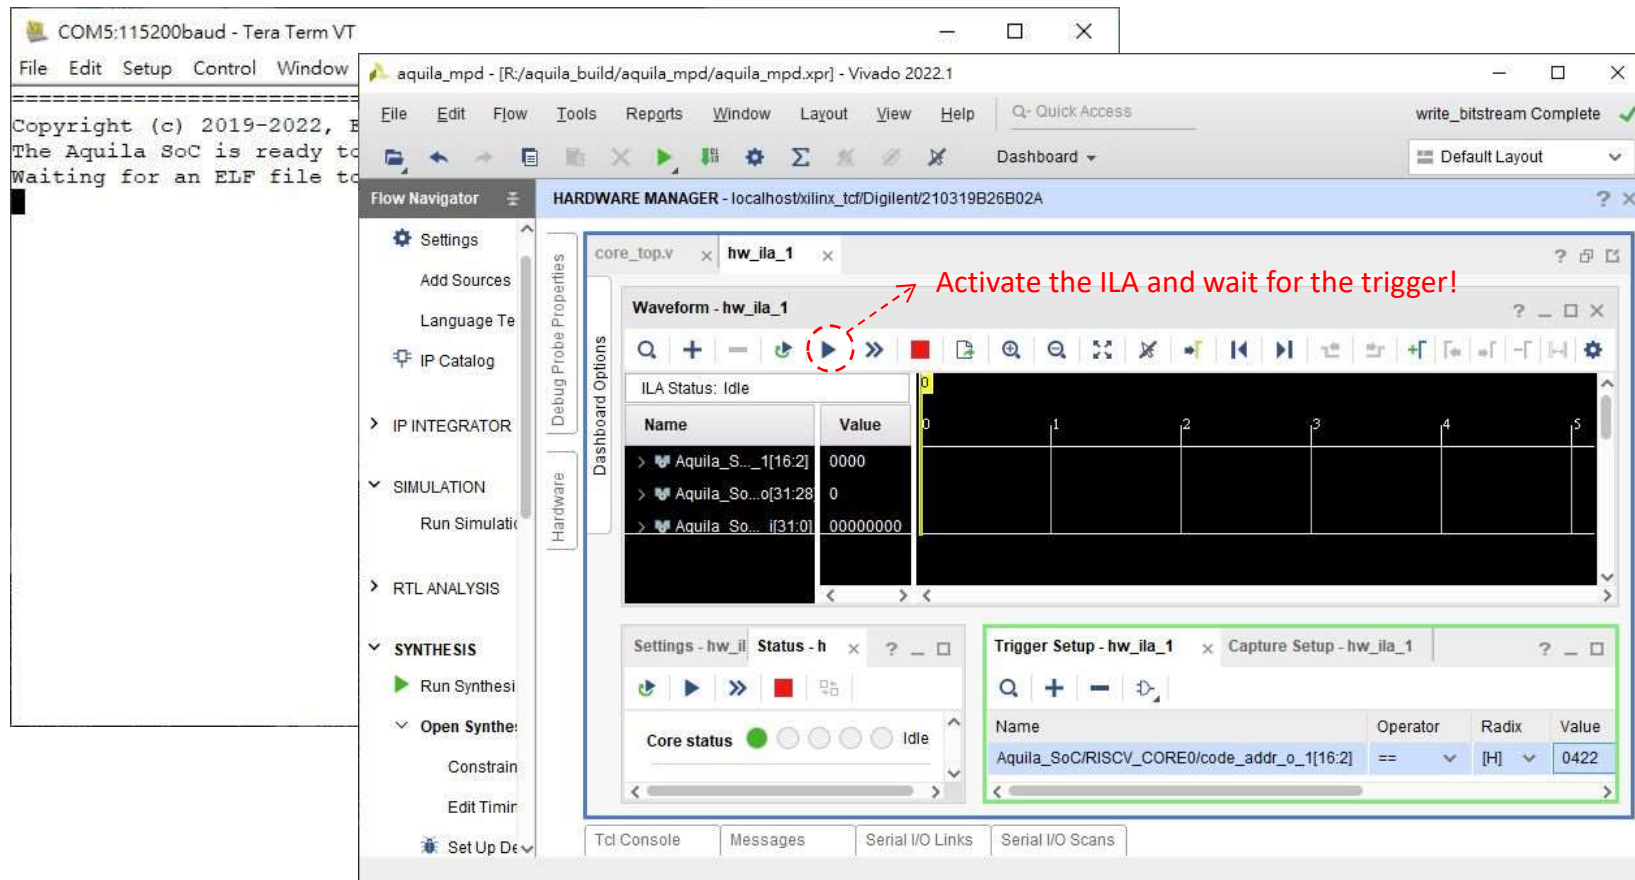 COM5:115200baud - Tera Term VT
File Edit Setup Control Window
Copyright (c) 2019-2022, E
The Aquila SoC is ready to
Waiting for an ELF file to
aquila_mpd - [R:/aquila_build/aquila_mpd/aquila_mpd.xpr] - Vivado 2022.1
File Edit Flow Tools Reports Window Layout View Help Q- Quick Access write_bitstream Complete
Dashboard Default Layout
Flow Navigator HARDWARE MANAGER - localhost/xilinx_tcf/Digilent/210319B26B02A
Settings
Add Sources
Language Te
IP Catalog
IP INTEGRATOR
SIMULATION
Run Simulatic
RTL ANALYSIS
SYNTHESIS
Run Synthesi
Open Synthe
Constrain
Edit Timin
Set Up De
Debug Probe Properties
Hardware
Dashboard Options
core_top.v hw_ila_1
Activate the ILA and wait for the trigger!
Waveform - hw_ila_1
ILA Status: Idle
Name Value
Aquila_S..._1[16:2] 0000
Aquila_So...o[31:28] 0
Aquila_So... i[31:0] 00000000
0
0 1 2 3 4 5
Settings - hw_il Status - h
Core status Idle
Trigger Setup - hw_ila_1 Capture Setup - hw_ila_1
Name Operator Radix Value
Aquila_SoC/RISCV_CORE0/code_addr_o_1[16:2] == [H] 0422
Tcl Console Messages Serial I/O Links Serial I/O Scans